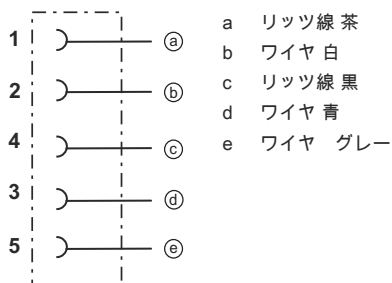 1 ⓐ
2 ⓑ
4 ⓒ
3 ⓓ
5 ⓔ
a リッツ線 茶
b ワイヤ 白
c リッツ線 黒
d ワイヤ 青
e ワイヤ　グレー